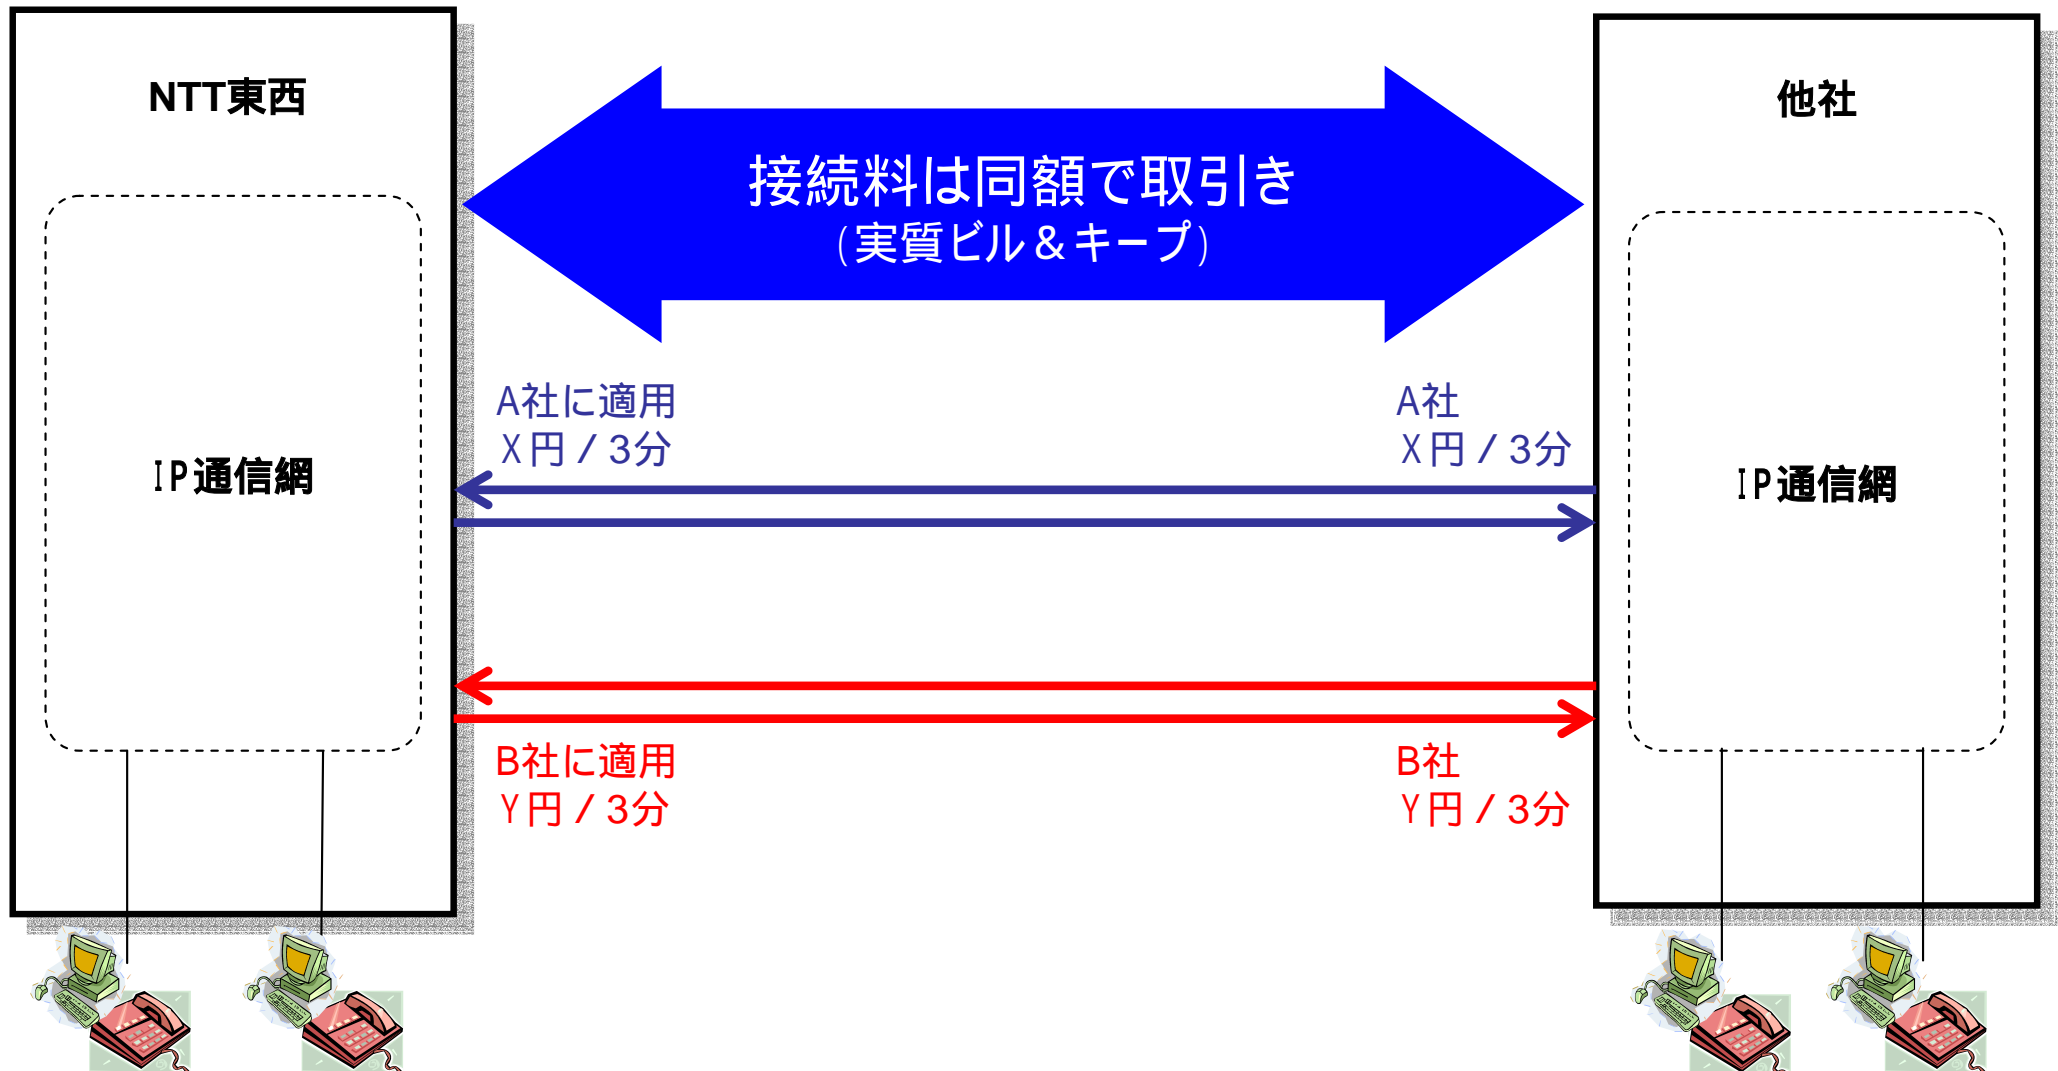 NTT東西
他社
接続料は同額で取引き
(実質ビル＆キープ)
IP通信網
IP通信網
A社に適用
X円／3分
A社
X円／3分
B社に適用
Y円／3分
B社
Y円／3分